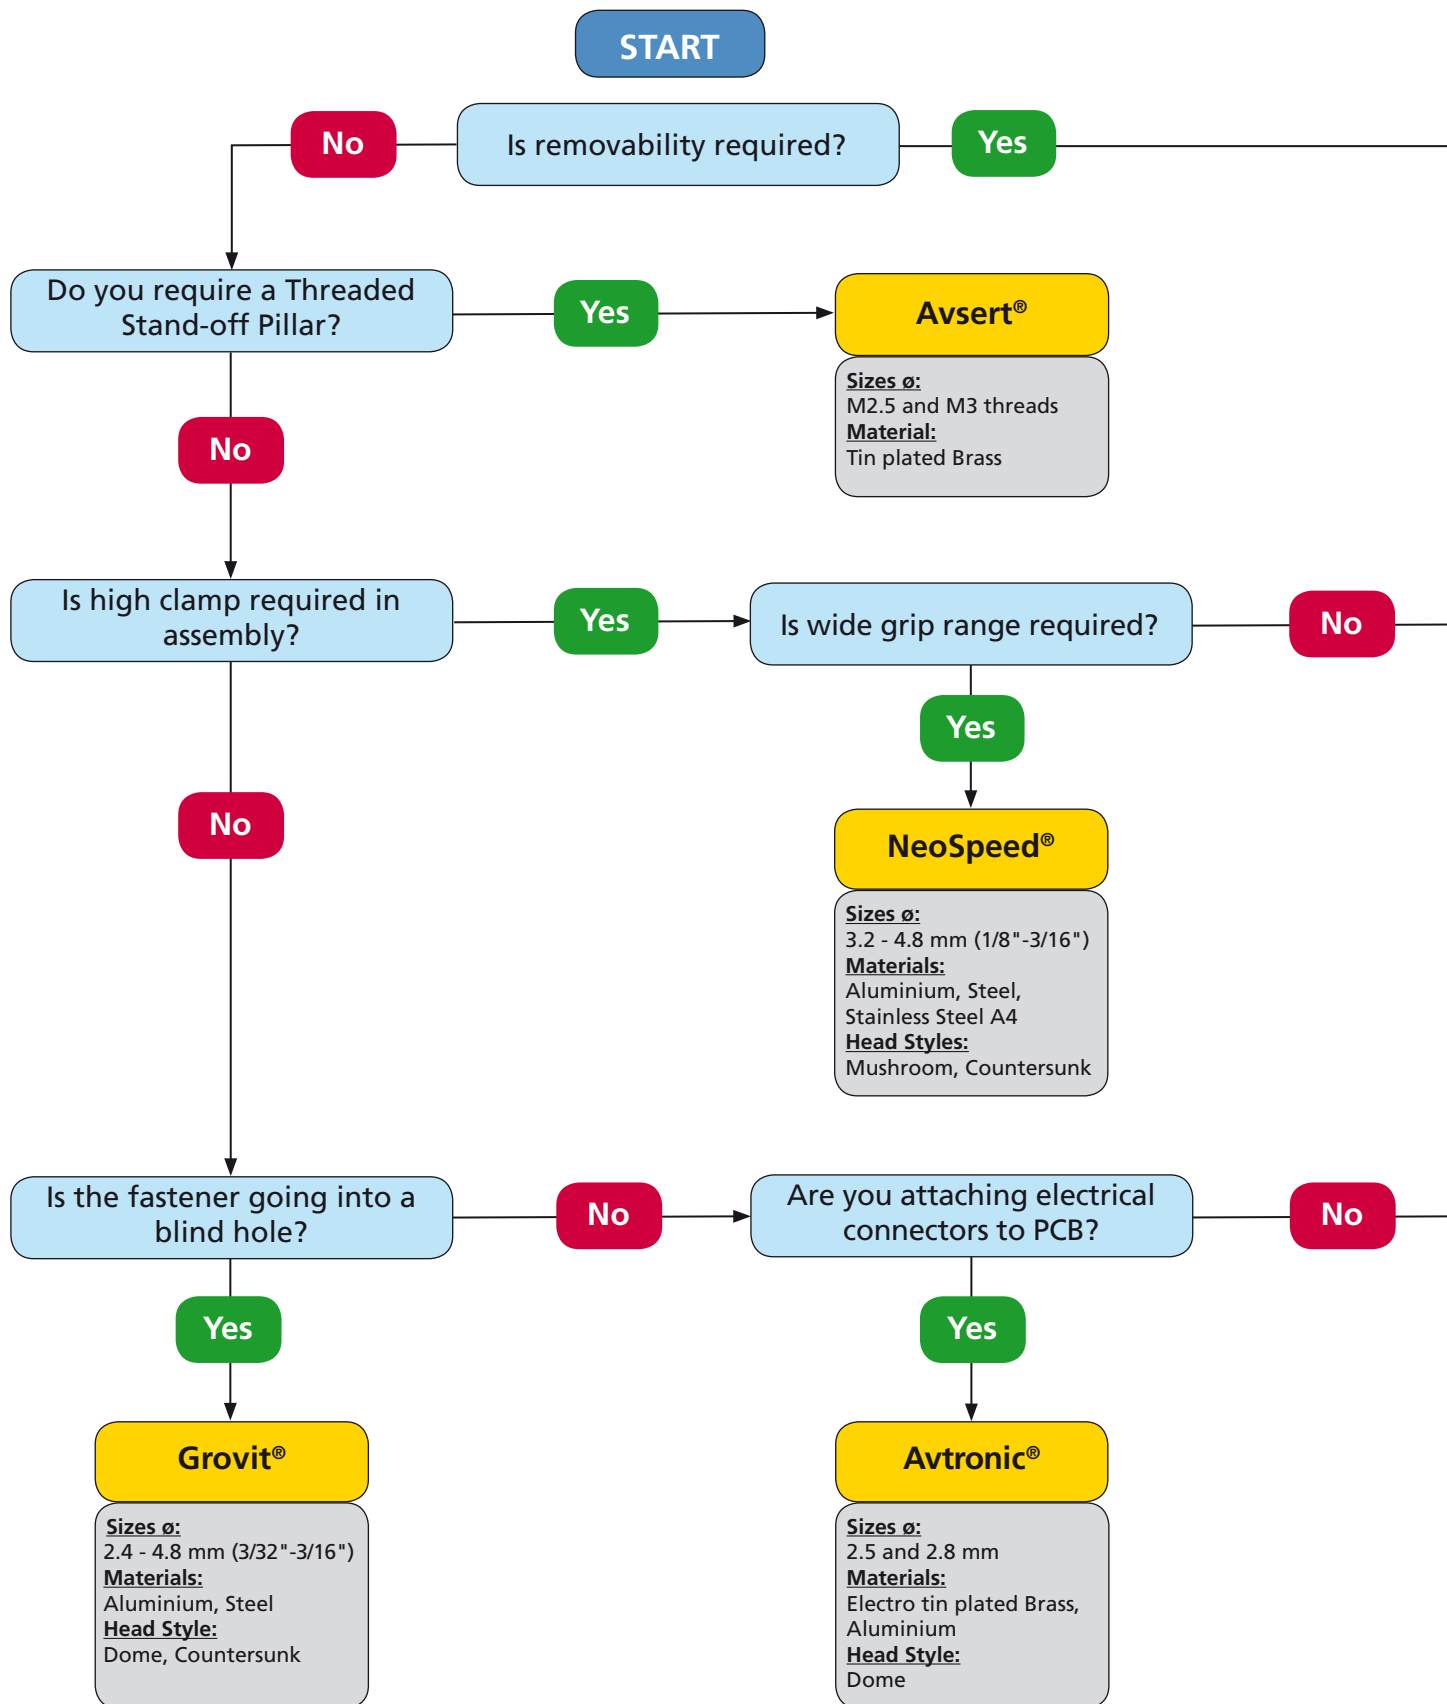 START
No
Is removability required?
Yes
Do you require a Threaded
Stand-off Pillar?
Yes
Avsert®
Sizes ø:
M2.5 and M3 threads
Material:
Tin plated Brass
No
Is high clamp required in
assembly?
Yes
Is wide grip range required?
No
Yes
No
NeoSpeed®
Sizes ø:
3.2 - 4.8 mm (1/8"-3/16")
Materials:
Aluminium, Steel,
Stainless Steel A4
Head Styles:
Mushroom, Countersunk
Is the fastener going into a
blind hole?
No
Are you attaching electrical
connectors to PCB?
No
Yes
Yes
Grovit®
Sizes ø:
2.4 - 4.8 mm (3/32"-3/16")
Materials:
Aluminium, Steel
Head Style:
Dome, Countersunk
Avtronic®
Sizes ø:
2.5 and 2.8 mm
Materials:
Electro tin plated Brass,
Aluminium
Head Style:
Dome